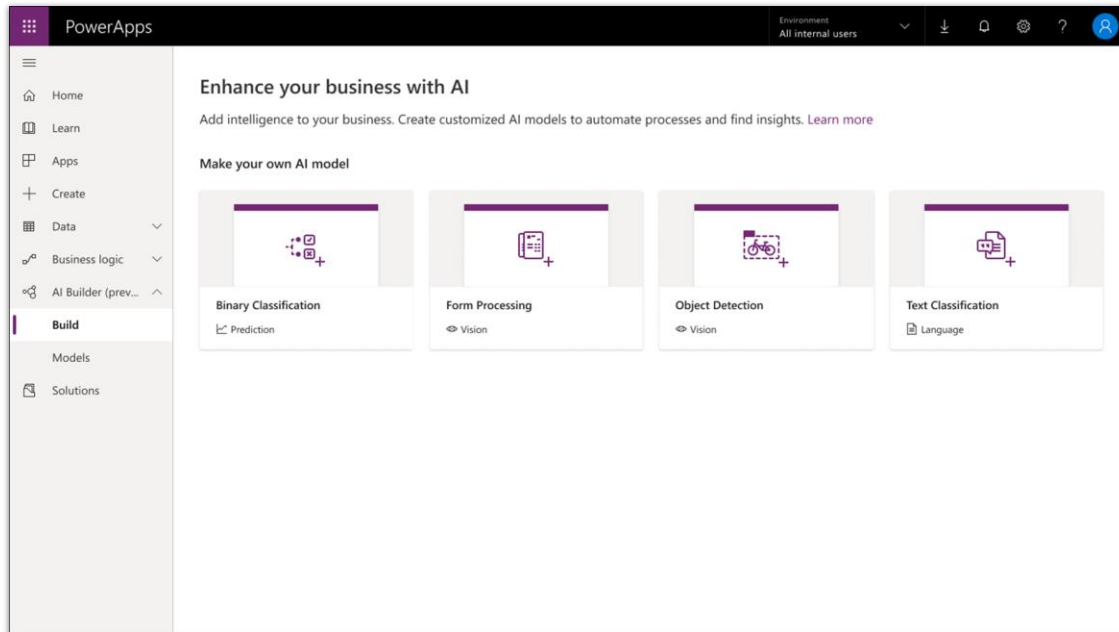 PowerApps
Environment
All internal users
Home
Learn
Apps
Create
Data
Business logic
AI Builder (prev...
Build
Models
Solutions
Enhance your business with AI
Add intelligence to your business. Create customized AI models to automate processes and find insights. Learn more
Make your own AI model
Binary Classification
Prediction
Form Processing
Vision
Object Detection
Vision
Text Classification
Language